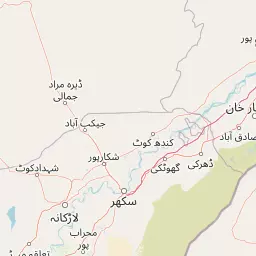 پور
ڈیرہ مراد
جمالی
یار خان
جیکب آباد
صادق آباد
کندھ کوٹ
شکارپور
گھوٹکی
ڈھرکی
شہدادکوٹ
سکھر
لاڑکانہ
محراب
پور